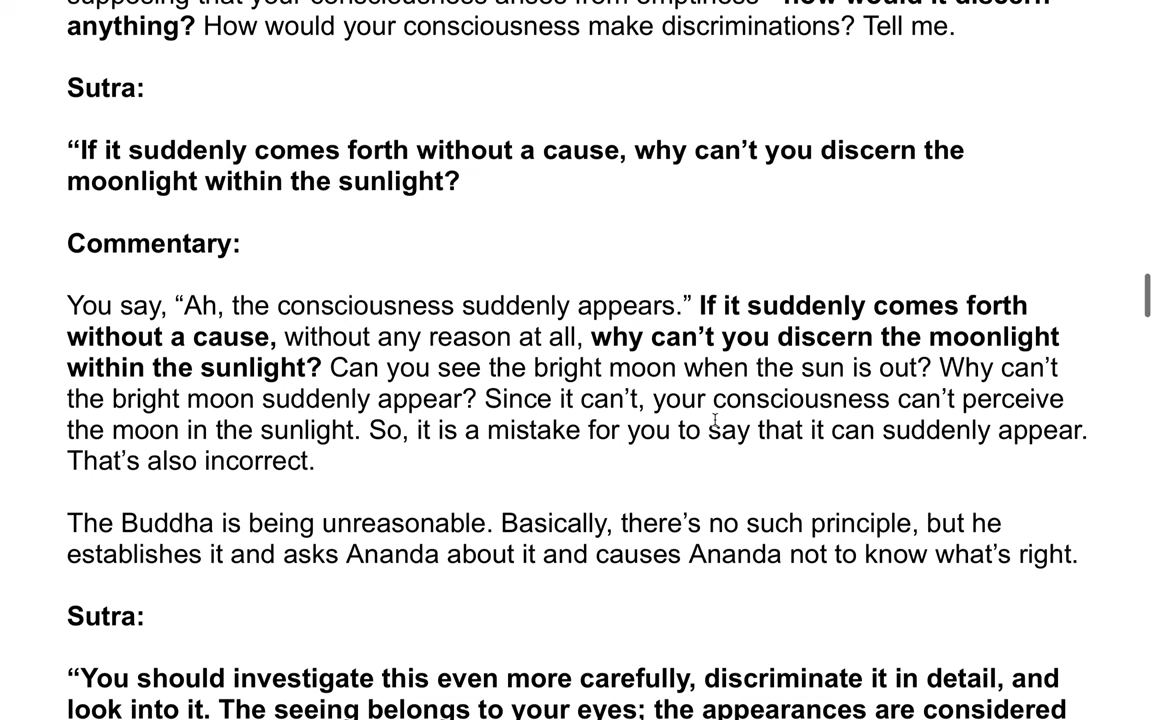 anything? How would your consciousness make discriminations? Tell me.
Sutra:
“If it suddenly comes forth without a cause, why can’t you discern the
moonlight within the sunlight?
Commentary:
You say, “Ah, the consciousness suddenly appears.” If it suddenly comes forth
without a cause, without any reason at all, why can’t you discern the moonlight
within the sunlight? Can you see the bright moon when the sun is out? Why can’t
the bright moon suddenly appear? Since it can’t, your consciousness can’t perceive
the moon in the sunlight. So, it is a mistake for you to say that it can suddenly appear.
That’s also incorrect.
The Buddha is being unreasonable. Basically, there’s no such principle, but he
establishes it and asks Ananda about it and causes Ananda not to know what’s right.
Sutra:
“You should investigate this even more carefully, discriminate it in detail, and
look into it. The seeing belongs to your eyes; the appearances are considered